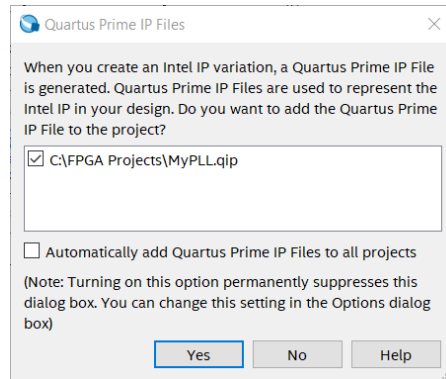 Quartus Prime IP Files
When you create an Intel IP variation, a Quartus Prime IP File
is generated. Quartus Prime IP Files are used to represent the
Intel IP in your design. Do you want to add the Quartus Prime
IP File to the project?
C:\FPGA Projects\MyPLL.qip
Automatically add Quartus Prime IP Files to all projects
(Note: Turning on this option permanently suppresses this
dialog box. You can change this setting in the Options dialog
box)
Yes No Help